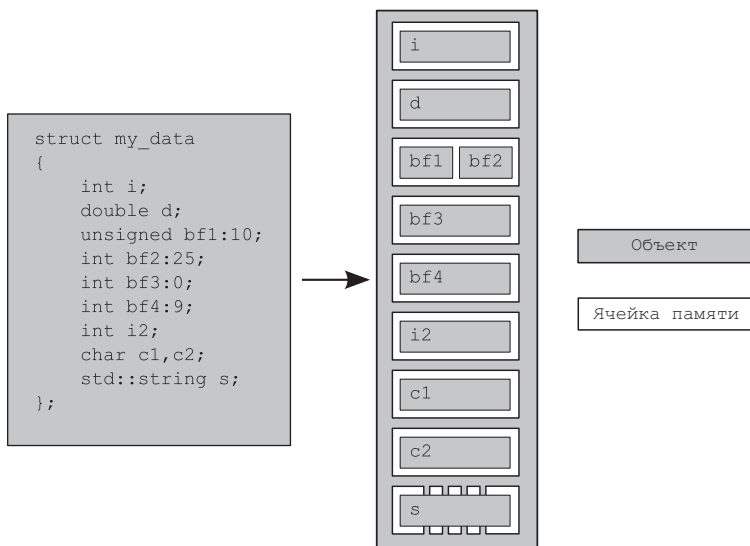 struct my_data
{
    int i;
    double d;
    unsigned bf1:10;
    int bf2:25;
    int bf3:0;
    int bf4:9;
    int i2;
    char c1,c2;
    std::string s;
};
i
d
bf1 bf2
bf3
bf4
i2
c1
c2
s
Объект
Ячейка памяти